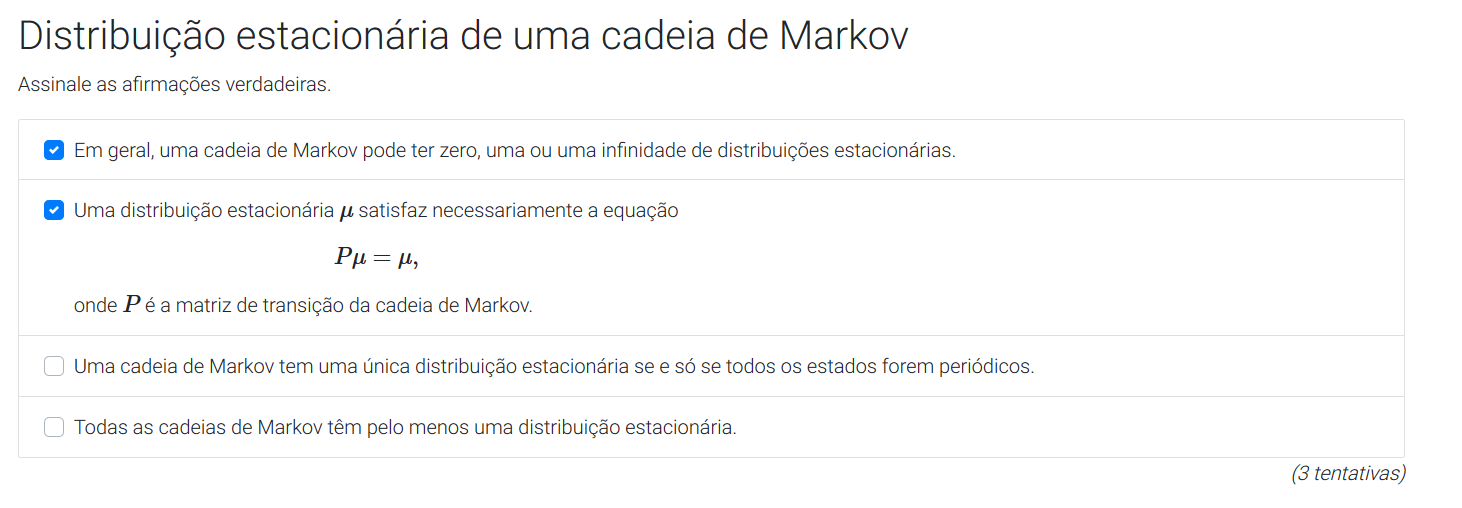 Distribuição estacionária de uma cadeia de Markov
Assinale as afirmações verdadeiras.
Em geral, uma cadeia de Markov pode ter zero, uma ou uma infinidade de distribuições estacionárias.
Uma distribuição estacionária μ satisfaz necessariamente a equação
Pμ = μ,
onde P é a matriz de transição da cadeia de Markov.
Uma cadeia de Markov tem uma única distribuição estacionária se e só se todos os estados forem periódicos.
Todas as cadeias de Markov têm pelo menos uma distribuição estacionária.
(3 tentativas)